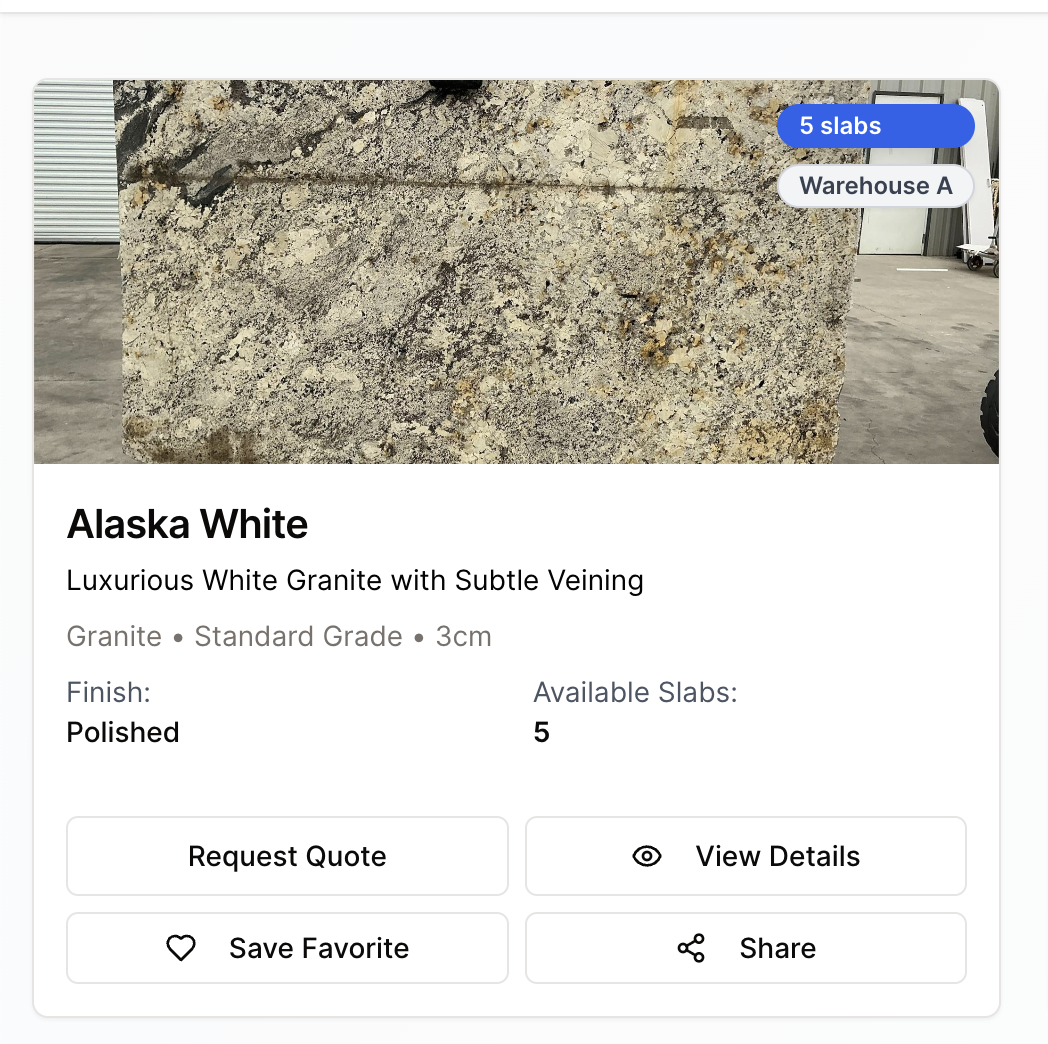 5 slabs
Warehouse A
Alaska White
Luxurious White Granite with Subtle Veining
Granite • Standard Grade • 3cm
Finish:
Available Slabs:
Polished
5
Request Quote
View Details
Save Favorite
Share